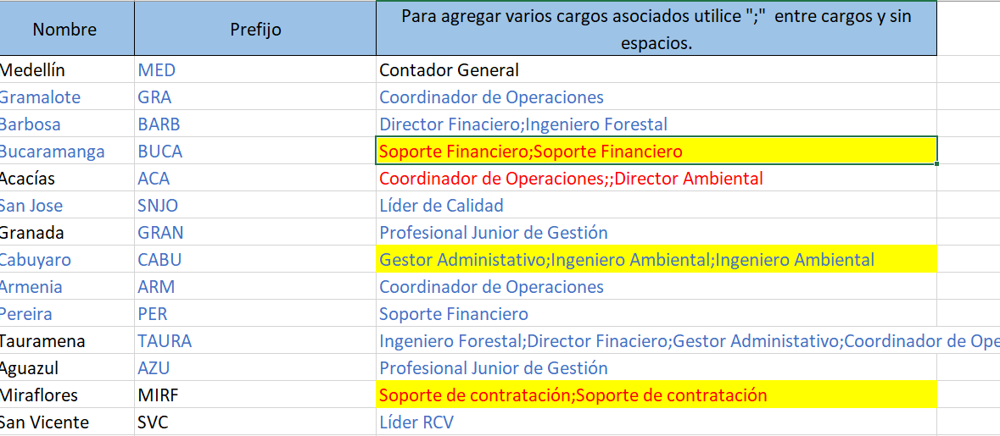 Nombre Prefijo Para agregar varios cargos asociados utilice ";" entre cargos y sin
espacios.
Medellín MED Contador General
Gramalote GRA Coordinador de Operaciones
Barbosa BARB Director Finaciero;Ingeniero Forestal
Bucaramanga BUCA Soporte Financiero;Soporte Financiero
Acacías ACA Coordinador de Operaciones;;Director Ambiental
San Jose SNJO Líder de Calidad
Granada GRAN Profesional Junior de Gestión
Cabuyaro CABU Gestor Administativo;Ingeniero Ambiental;Ingeniero Ambiental
Armenia ARM Coordinador de Operaciones
Pereira PER Soporte Financiero
Tauramena TAURA Ingeniero Forestal;Director Finaciero;Gestor Administativo;Coordinador de Ope
Aguazul AZU Profesional Junior de Gestión
Miraflores MIRF Soporte de contratación;Soporte de contratación
San Vicente SVC Líder RCV